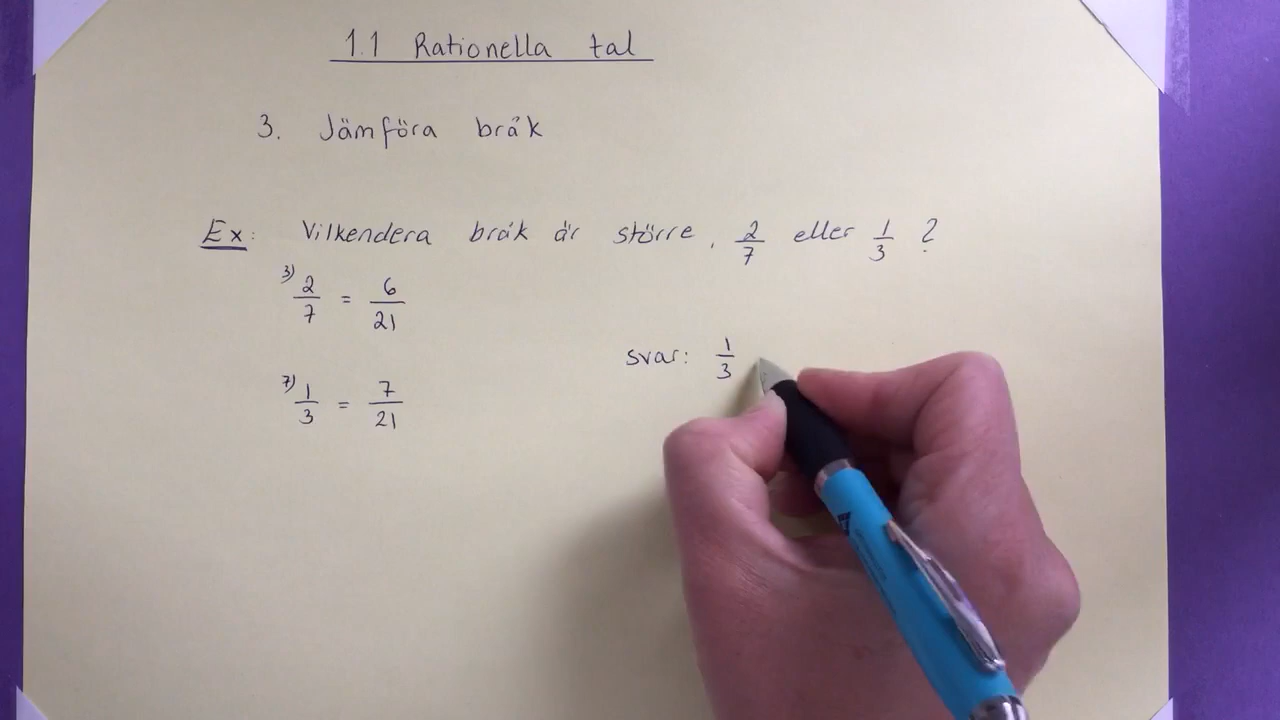 1.1 Rationella tal
3. Jämföra bråk
Ex: Vilkendera bråk är större, 2/7 eller 1/3 ?
3) 2/7 = 6/21
svar: 1/3
7) 1/3 = 7/21